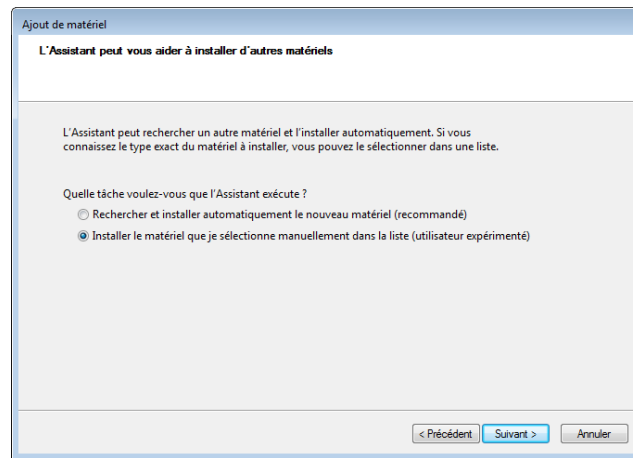 Ajout de matériel
L'Assistant peut vous aider à installer d'autres matériels
L'Assistant peut rechercher un autre matériel et l'installer automatiquement. Si vous
connaissez le type exact du matériel à installer, vous pouvez le sélectionner dans une liste.
Quelle tâche voulez-vous que l'Assistant exécute ?
Rechercher et installer automatiquement le nouveau matériel (recommandé)
Installer le matériel que je sélectionne manuellement dans la liste (utilisateur expérimenté)
< Précédent Suivant > Annuler